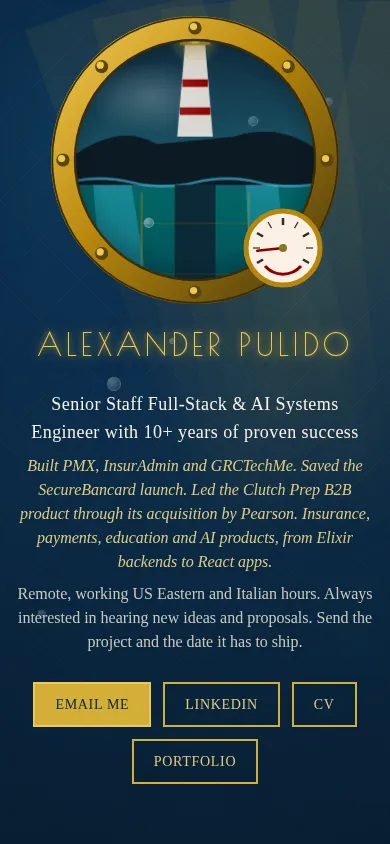 ALEXANDER PULIDO
Senior Staff Full-Stack & AI Systems
Engineer with 10+ years of proven success
Built PMX, InsurAdmin and GRCTechMe. Saved the
SecureBancard launch. Led the Clutch Prep B2B
product through its acquisition by Pearson. Insurance,
payments, education and AI products, from Elixir
backends to React apps.
Remote, working US Eastern and Italian hours. Always
interested in hearing new ideas and proposals. Send the
project and the date it has to ship.
EMAIL ME
LINKEDIN
CV
PORTFOLIO